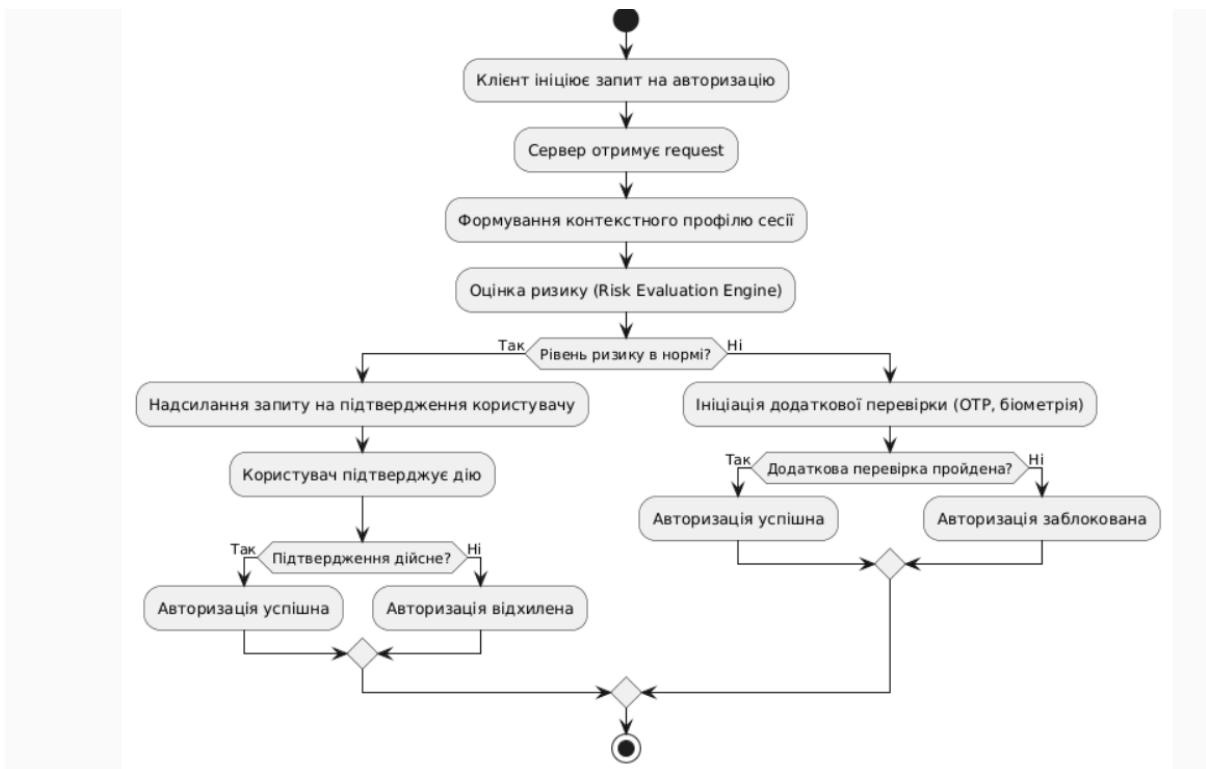 Клієнт ініціює запит на авторизацію
Сервер отримує request
Формування контекстного профілю сесії
Оцінка ризику (Risk Evaluation Engine)
Так
Рівень ризику в нормі?
Ні
Надсилання запиту на підтвердження користувачу
Ініціація додаткової перевірки (OTP, біометрія)
Користувач підтверджує дію
Так
Додаткова перевірка пройдена?
Ні
Авторизація успішна
Авторизація заблокована
Так
Підтвердження дійсне?
Ні
Авторизація успішна
Авторизація відхилена